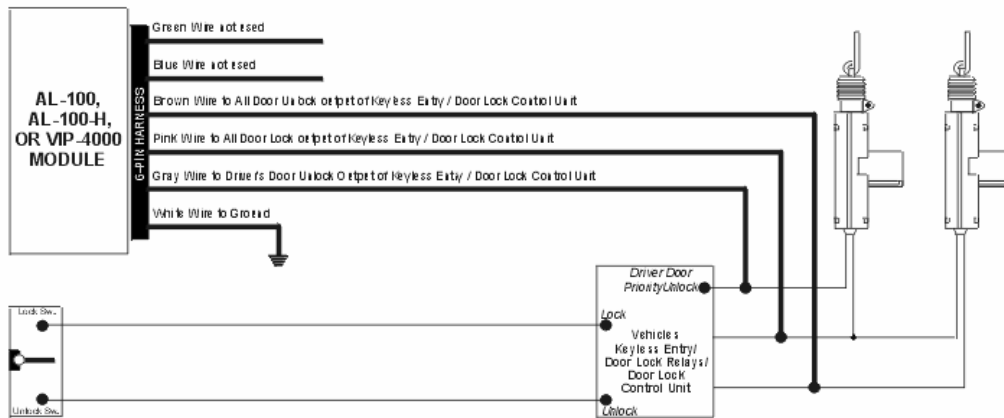 Green Wire not used
Blue Wire not used
AL-100,
AL-100-H,
OR VIP-4000
MODULE
6-PIN HARNESS
Brown Wire to All Door Unlock output of Keyless Entry / Door Lock Control Unit
Pink Wire to All Door Lock output of Keyless Entry / Door Lock Control Unit
Gray Wire to Driver's Door Unlock Output of Keyless Entry / Door Lock Control Unit
White Wire to Ground
Driver Door
Priority Unlock
Lock Sw.
Lock
Vehicles
Keyless Entry/
Door Lock Relays/
Door Lock
Control Unit
Unlock Sw.
Unlock